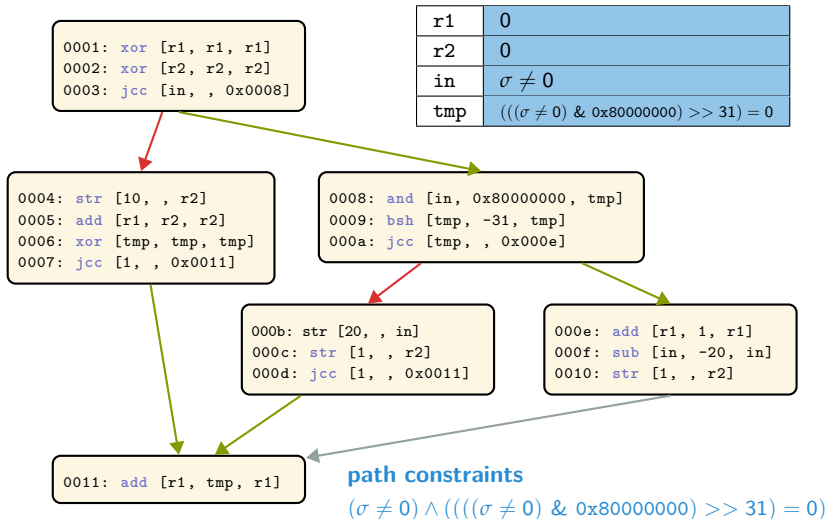 0001: xor [r1, r1, r1]
0002: xor [r2, r2, r2]
0003: jcc [in, , 0x0008]
r1 0
r2 0
in σ ≠ 0
tmp (((σ ≠ 0) & 0x80000000) >> 31) = 0
0004: str [10, , r2]
0005: add [r1, r2, r2]
0006: xor [tmp, tmp, tmp]
0007: jcc [1, , 0x0011]
0008: and [in, 0x80000000, tmp]
0009: bsh [tmp, -31, tmp]
000a: jcc [tmp, , 0x000e]
000b: str [20, , in]
000c: str [1, , r2]
000d: jcc [1, , 0x0011]
000e: add [r1, 1, r1]
000f: sub [in, -20, in]
0010: str [1, , r2]
0011: add [r1, tmp, r1]
path constraints
(σ ≠ 0) ∧ ((((σ ≠ 0) & 0x80000000) >> 31) = 0)